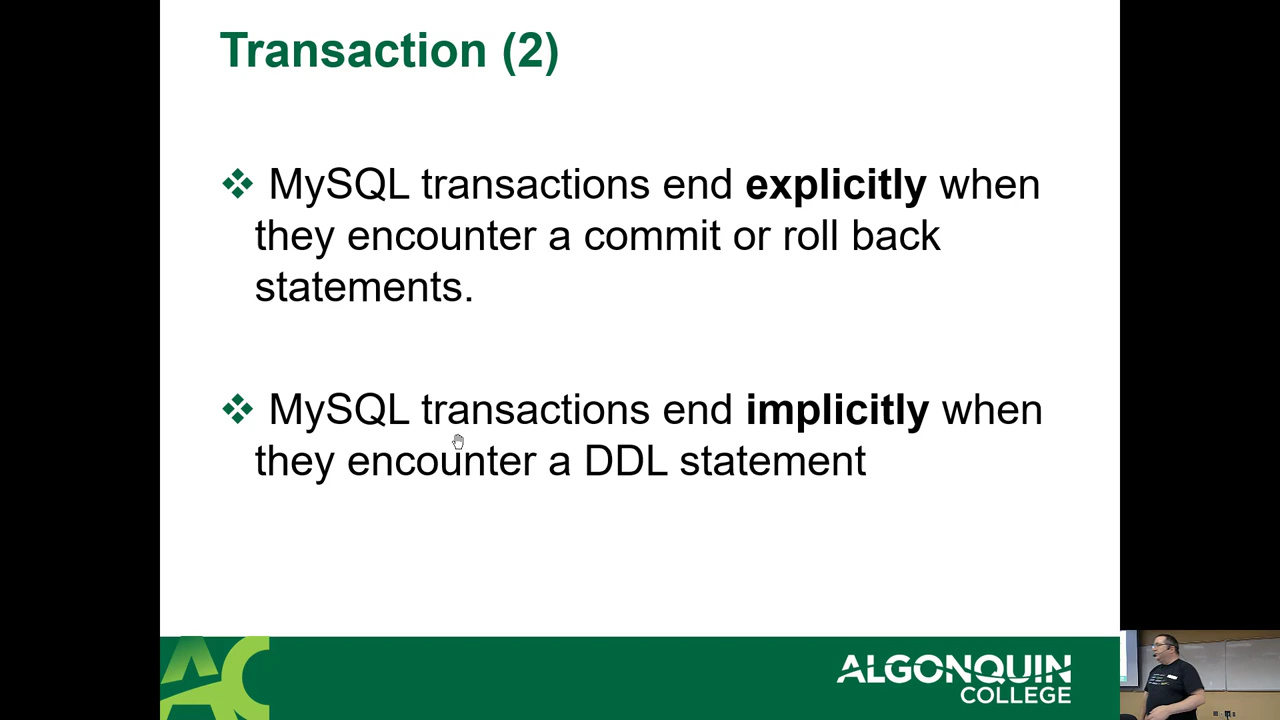 Transaction (2)
❖ MySQL transactions end explicitly when
they encounter a commit or roll back
statements.
❖ MySQL transactions end implicitly when
they encounter a DDL statement
AC
ALGONQUIN
COLLEGE